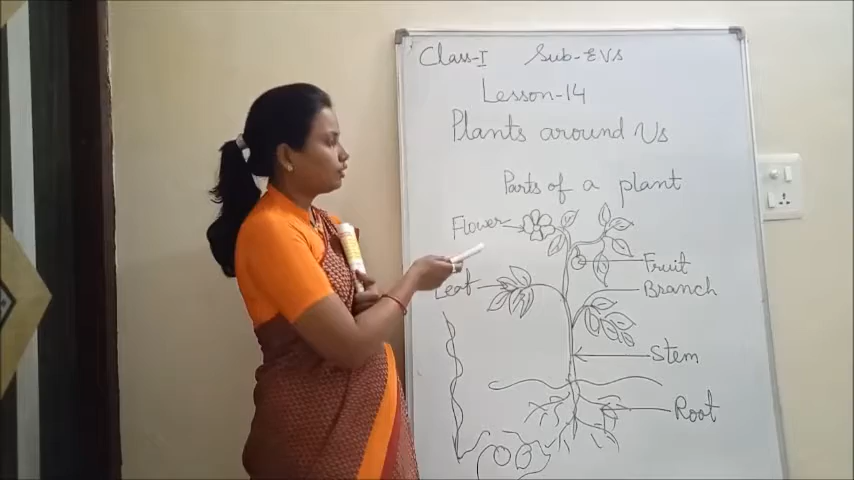 Class-I Sub-EVS
Lesson-14
Plants around Us
Parts of a plant
Flower
Fruit
Leaf
Branch
Stem
Root